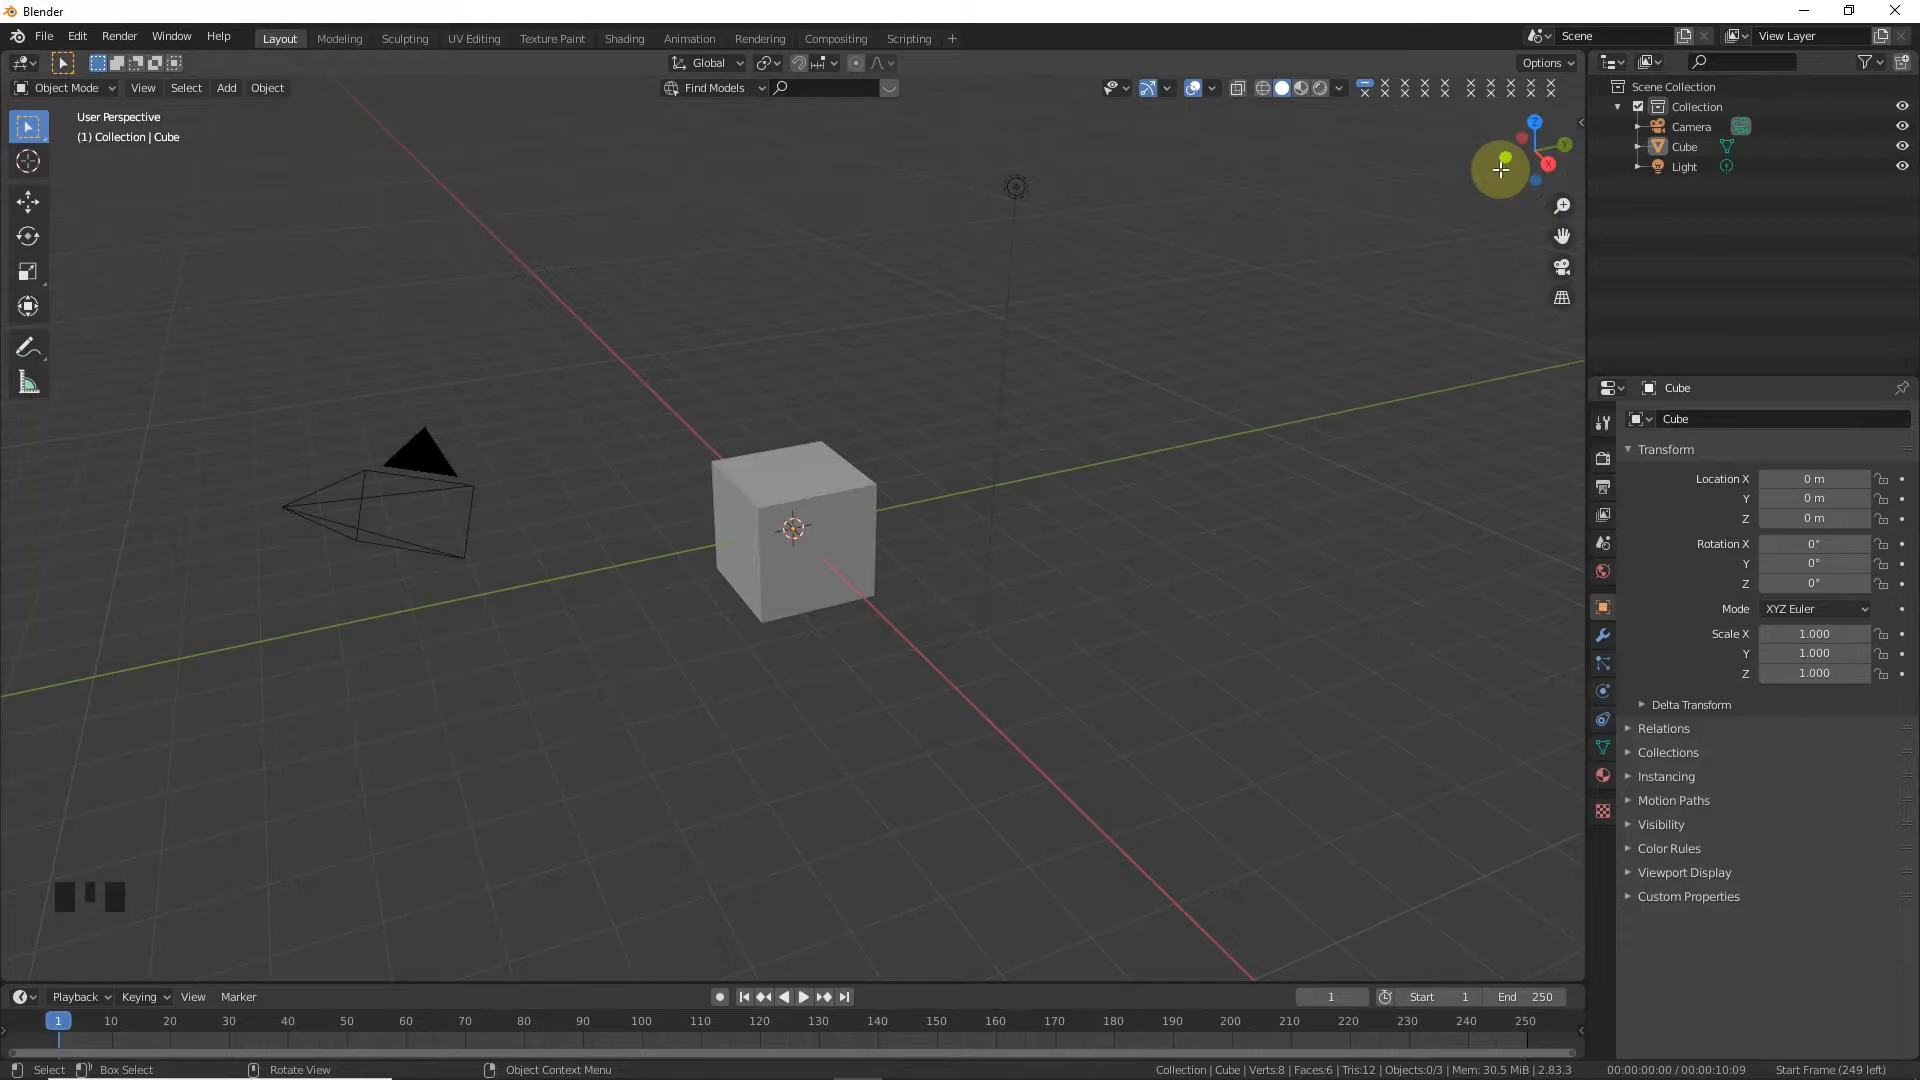 Blender
File Edit Render Window Help Layout Modeling Sculpting UV Editing Texture Paint Shading Animation Rendering Compositing Scripting + Scene View Layer
Global Options
Object Mode View Select Add Object Find Models
User Perspective
(1) Collection | Cube
Z
Y
X
Scene Collection
Collection
Camera
Cube
Light
Cube
Cube
Transform
Location X 0 m
Y 0 m
Z 0 m
Rotation X 0°
Y 0°
Z 0°
Mode XYZ Euler
Scale X 1.000
Y 1.000
Z 1.000
Delta Transform
Relations
Collections
Instancing
Motion Paths
Visibility
Color Rules
Viewport Display
Custom Properties
Playback Keying View Marker 1 Start 1 End 250
1 10 20 30 40 50 60 70 80 90 100 110 120 130 140 150 160 170 180 190 200 210 220 230 240 250
Select Box Select Rotate View Object Context Menu Collection | Cube | Verts:8 | Faces:6 | Tris:12 | Objects:0/3 | Mem: 30.5 MiB | 2.83.3 00:00:00:00 / 00:00:10:09 Start Frame (249 left)